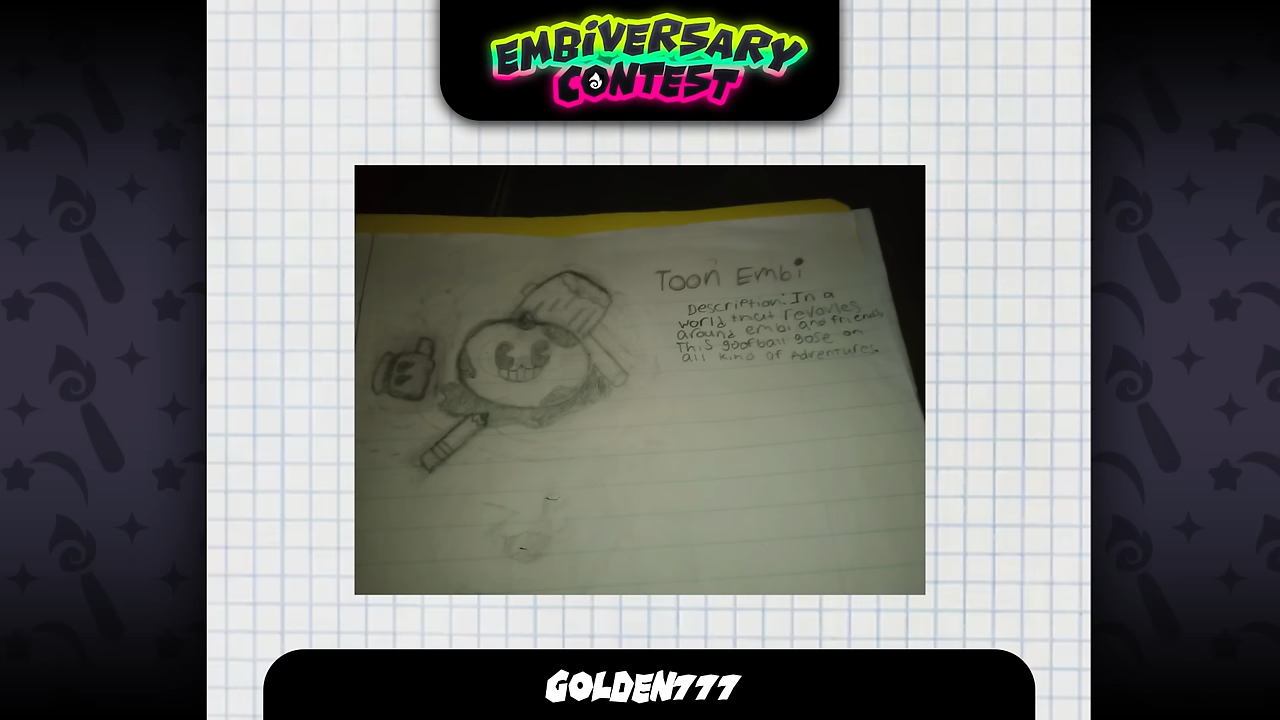 EMBiVERSARY
CONTEST
Toon Embi
Description: In a
world that revovles
around embi and friends
This goofball gose on
all kind of Adventures.
GOLDEN777